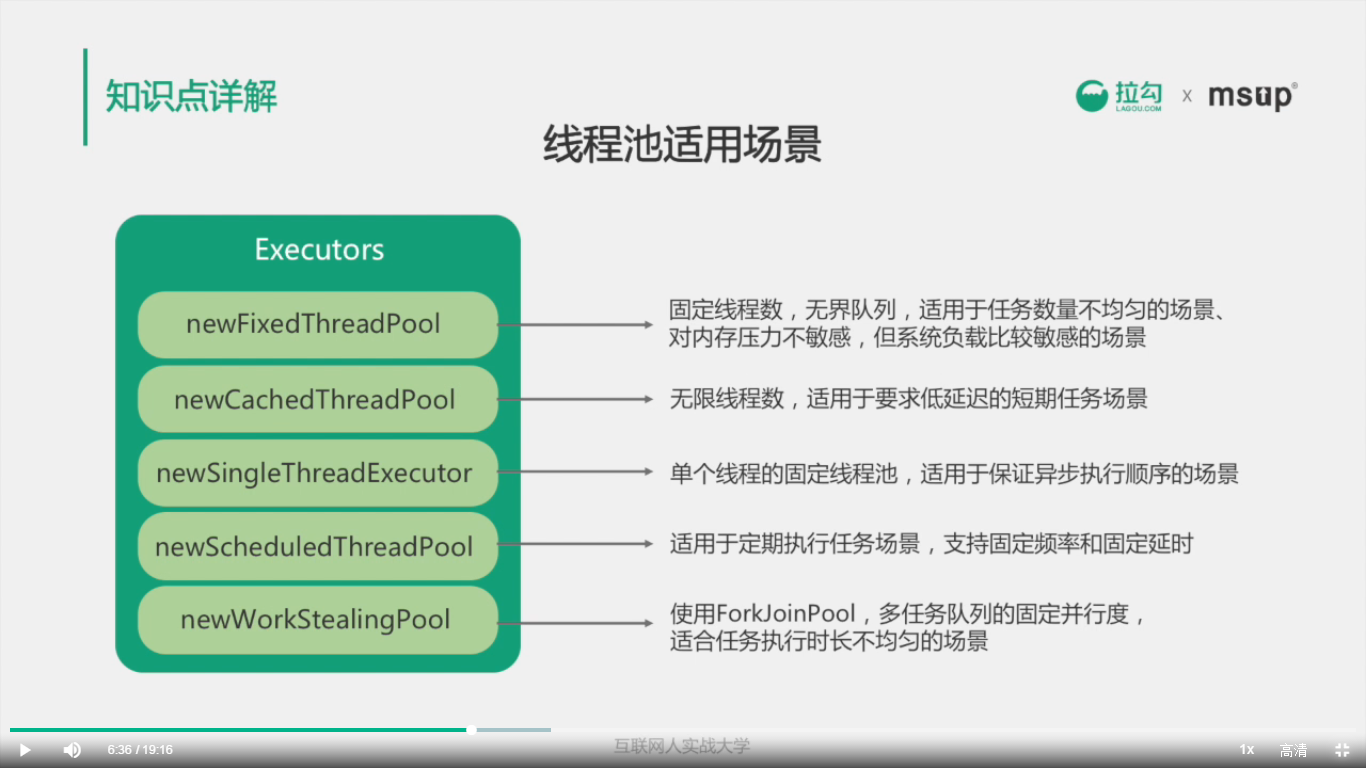 知识点详解
拉勾
LAGOU.COM
x
msup®
线程池适用场景
Executors
newFixedThreadPool
固定线程数，无界队列，适用于任务数量不均匀的场景、
对内存压力不敏感，但系统负载比较敏感的场景
newCachedThreadPool
无限线程数，适用于要求低延迟的短期任务场景
newSingleThreadExecutor
单个线程的固定线程池，适用于保证异步执行顺序的场景
newScheduledThreadPool
适用于定期执行任务场景，支持固定频率和固定延时
newWorkStealingPool
使用ForkJoinPool，多任务队列的固定并行度，
适合任务执行时长不均匀的场景
6:36 / 19:16
互联网人实战大学
1x
高清